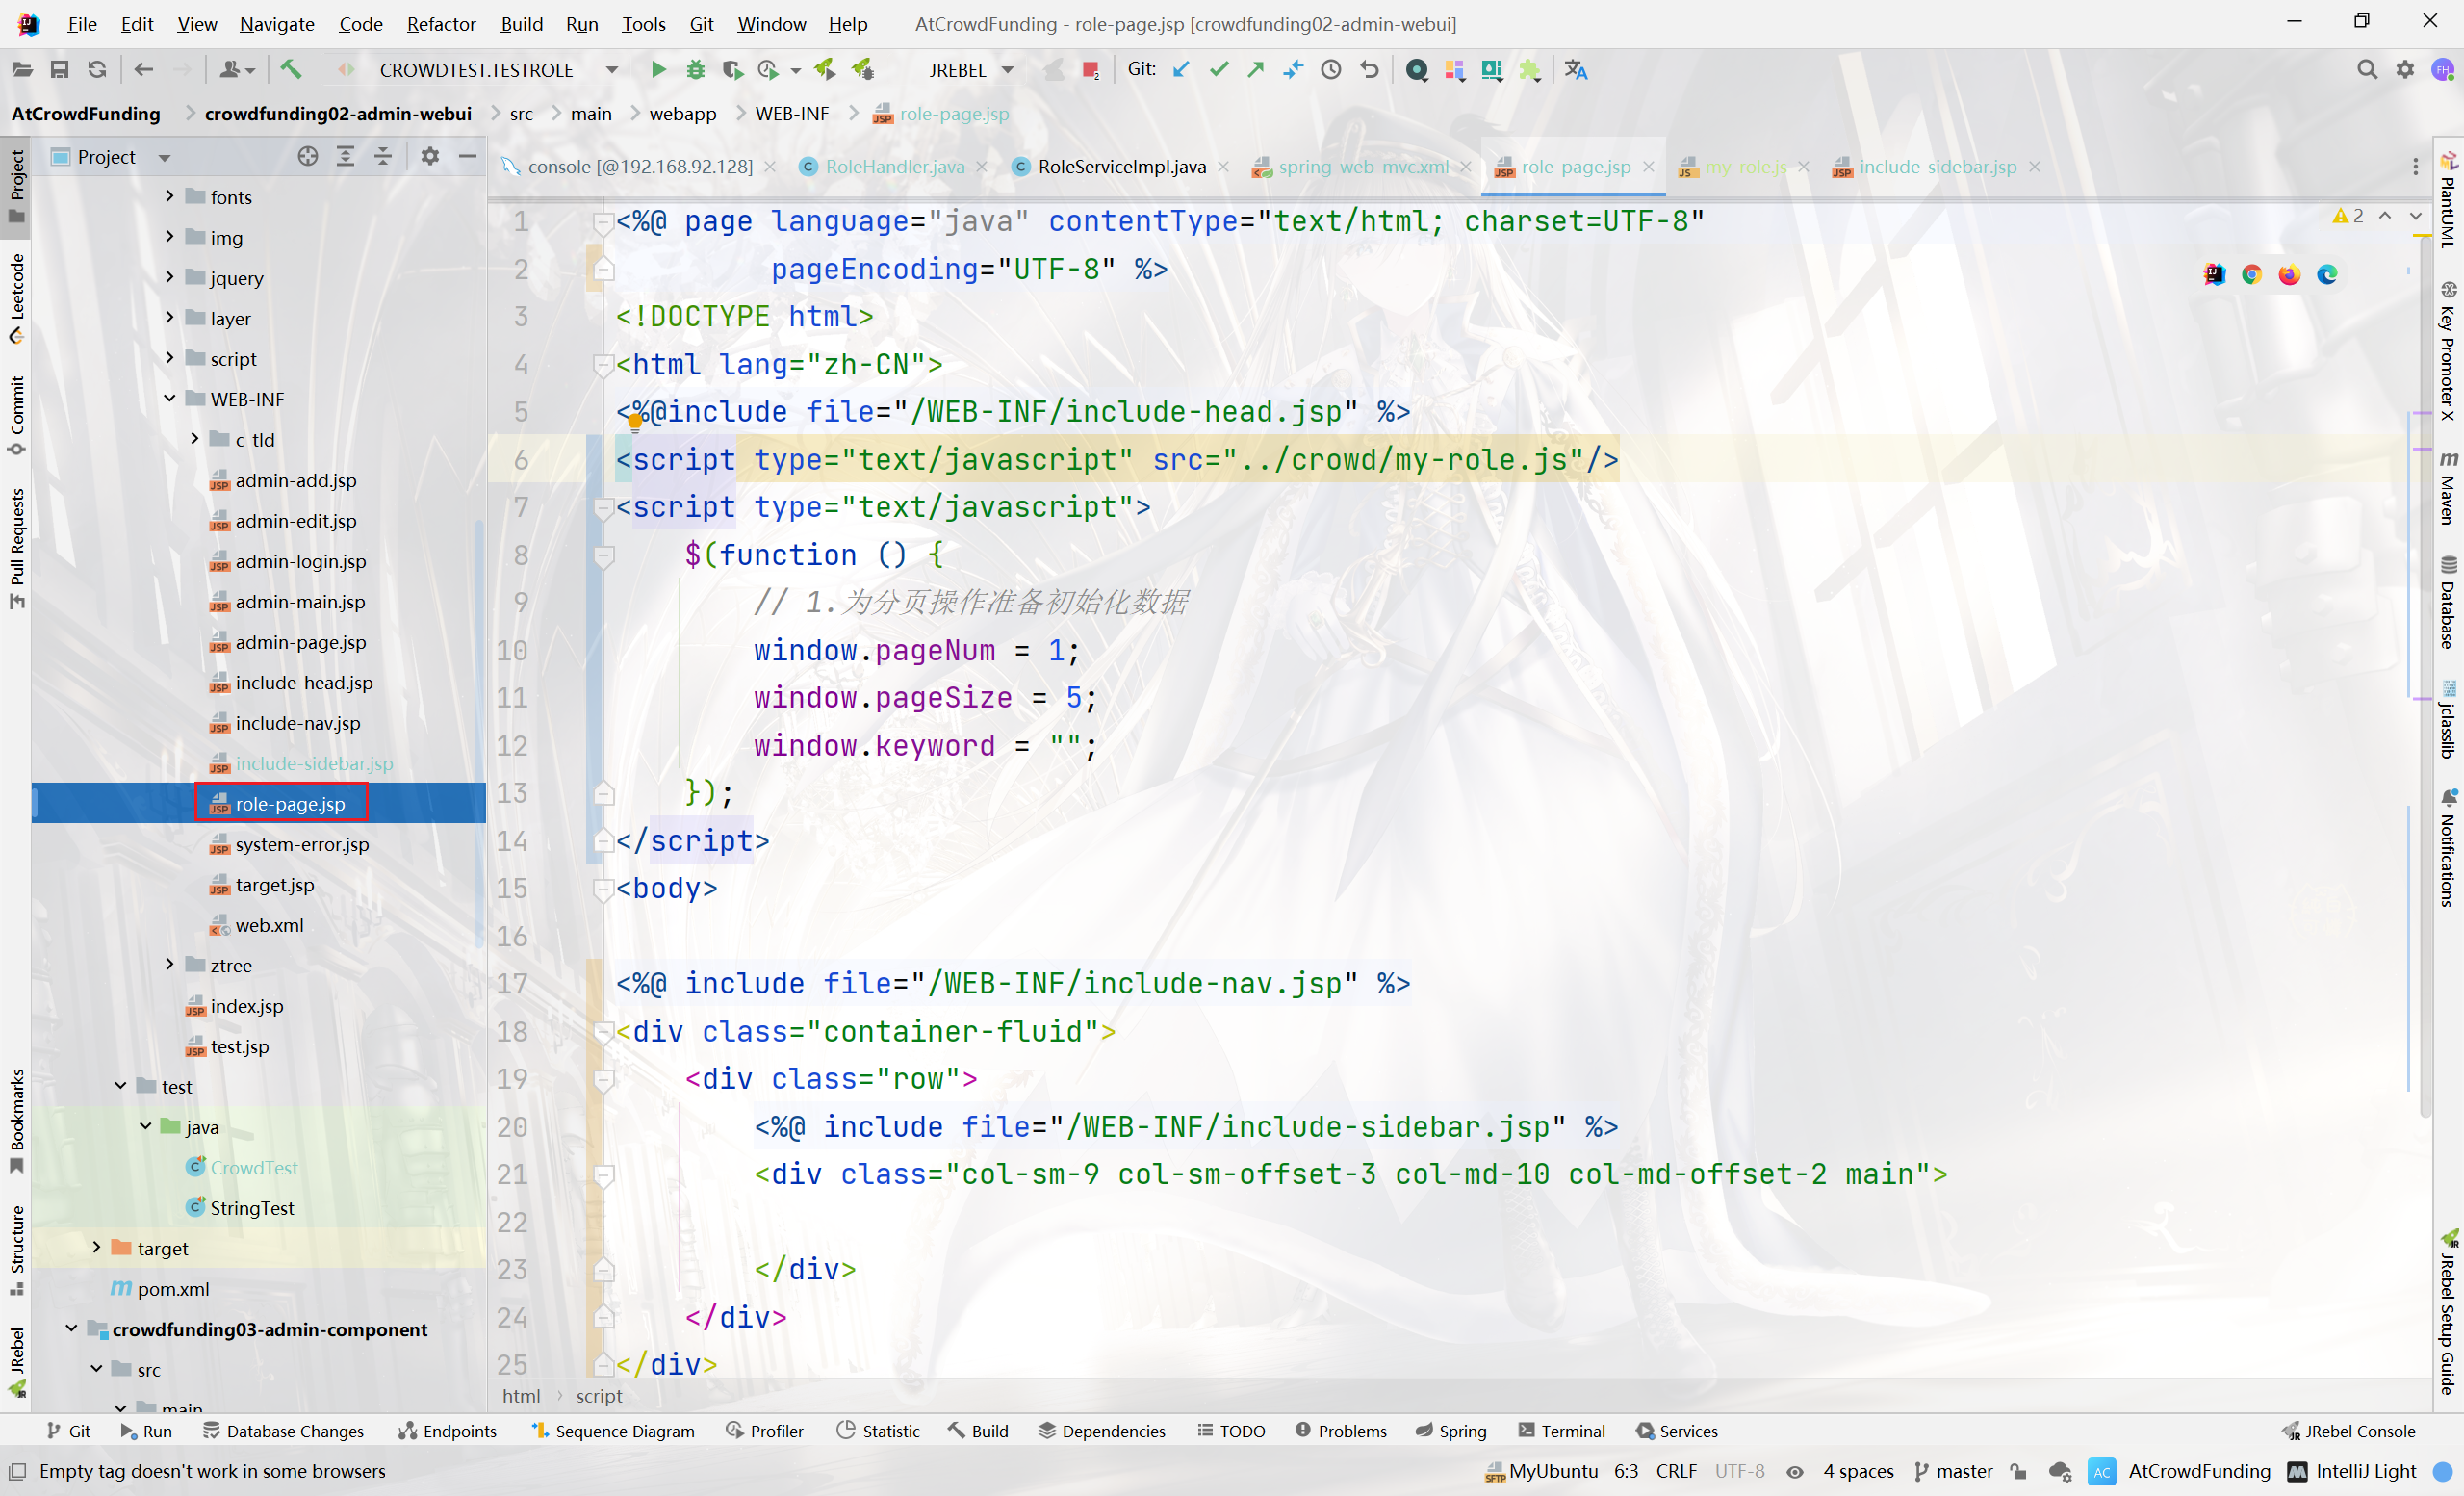 File Edit View Navigate Code Refactor Build Run Tools Git Window Help AtCrowdFunding - role-page.jsp [crowdfunding02-admin-webui]
CROWDTEST.TESTROLE JREBEL 2 Git: FH
AtCrowdFunding crowdfunding02-admin-webui src main webapp WEB-INF role-page.jsp
Project
console [@192.168.92.128] RoleHandler.java RoleServiceImpl.java spring-web-mvc.xml role-page.jsp my-role.js include-sidebar.jsp
Project
Leetcode
Commit
Pull Requests
Bookmarks
Structure
JRebel
fonts
img
jquery
layer
script
WEB-INF
c_tld
admin-add.jsp
admin-edit.jsp
admin-login.jsp
admin-main.jsp
admin-page.jsp
include-head.jsp
include-nav.jsp
include-sidebar.jsp
role-page.jsp
system-error.jsp
target.jsp
web.xml
ztree
index.jsp
test.jsp
test
java
CrowdTest
StringTest
target
pom.xml
crowdfunding03-admin-component
src
main
2
1 <%@ page language="java" contentType="text/html; charset=UTF-8"
2 pageEncoding="UTF-8" %>
3 <!DOCTYPE html>
4 <html lang="zh-CN">
5 <%@include file="/WEB-INF/include-head.jsp" %>
6 <script type="text/javascript" src="../crowd/my-role.js"/>
7 <script type="text/javascript">
8 $(function () {
9 // 1.为分页操作准备初始化数据
10 window.pageNum = 1;
11 window.pageSize = 5;
12 window.keyword = "";
13 });
14 </script>
15 <body>
16
17 <%@ include file="/WEB-INF/include-nav.jsp" %>
18 <div class="container-fluid">
19 <div class="row">
20 <%@ include file="/WEB-INF/include-sidebar.jsp" %>
21 <div class="col-sm-9 col-sm-offset-3 col-md-10 col-md-offset-2 main">
22
23 </div>
24 </div>
25 </div>
html script
PlantUML
Key Promoter X
Maven
Database
jclasslib
Notifications
JRebel Setup Guide
Git Run Database Changes Endpoints Sequence Diagram Profiler Statistic Build Dependencies TODO Problems Spring Terminal Services JRebel Console
Empty tag doesn't work in some browsers MyUbuntu 6:3 CRLF UTF-8 4 spaces master AC AtCrowdFunding IntelliJ Light